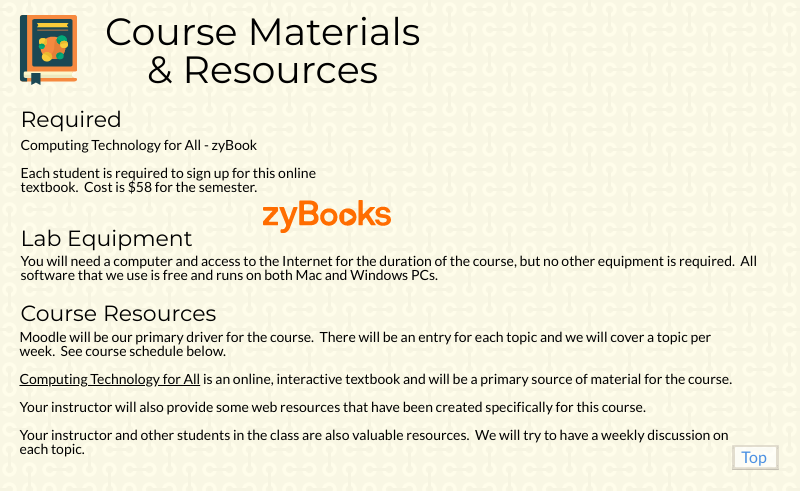 Course Materials
& Resources
Required
Computing Technology for All - zyBook
Each student is required to sign up for this online
textbook.  Cost is $58 for the semester.
zyBooks
Lab Equipment
You will need a computer and access to the Internet for the duration of the course, but no other equipment is required.  All
software that we use is free and runs on both Mac and Windows PCs.
Course Resources
Moodle will be our primary driver for the course.  There will be an entry for each topic and we will cover a topic per
week.  See course schedule below.
Computing Technology for All is an online, interactive textbook and will be a primary source of material for the course.
Your instructor will also provide some web resources that have been created specifically for this course.
Your instructor and other students in the class are also valuable resources.  We will try to have a weekly discussion on
each topic.
Top